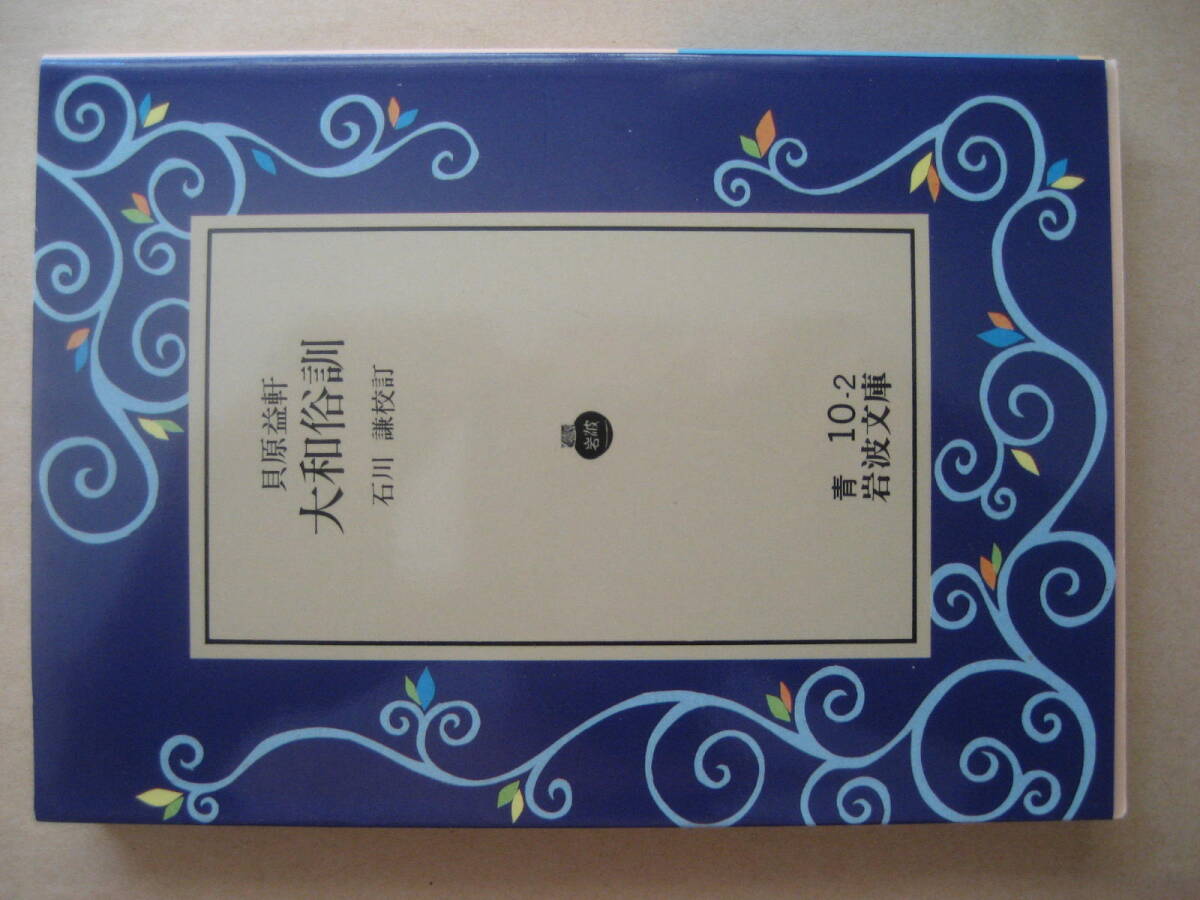 貝原益軒
大和俗訓
石川 謙校訂
岩波
青 10-2
岩波文庫